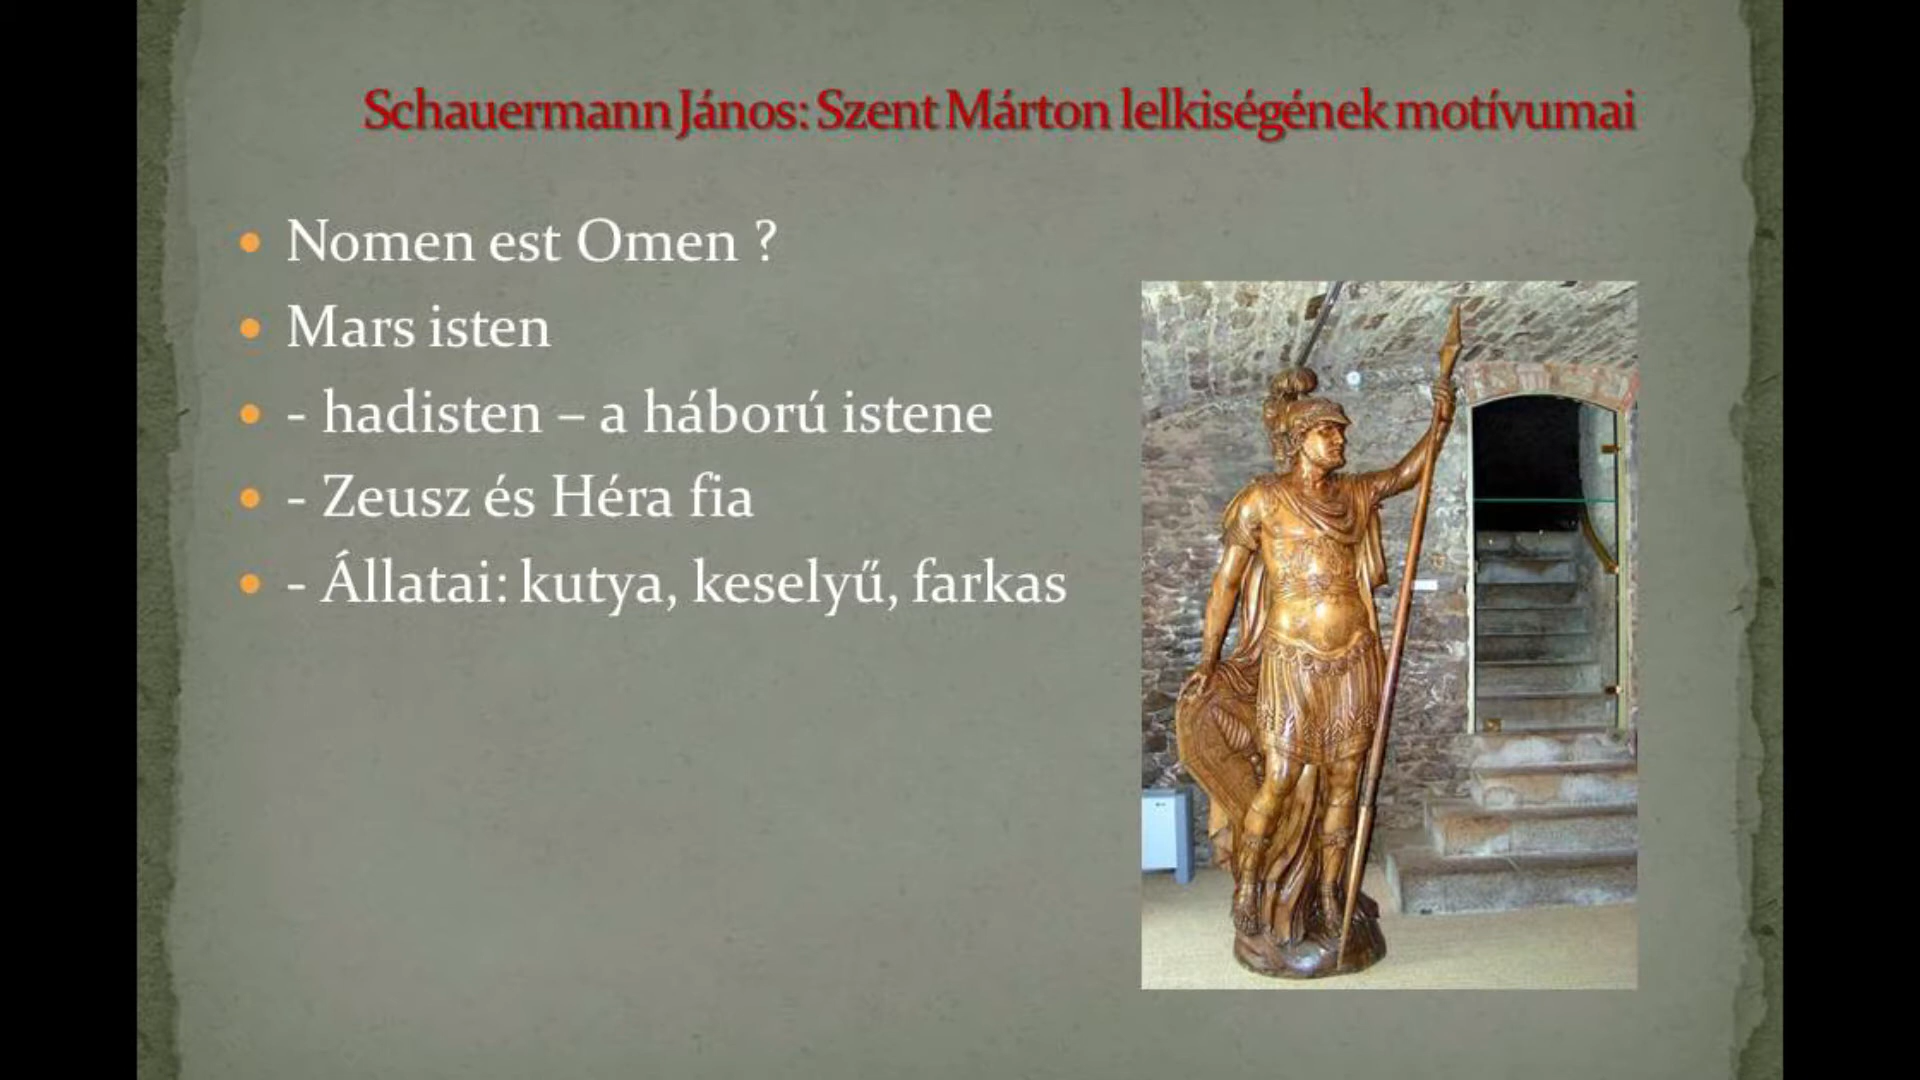 Schauermann János: Szent Márton lelkiségének motívumai
Nomen est Omen ?
Mars isten
- hadisten – a háború istene
- Zeusz és Héra fia
- Állatai: kutya, keselyű, farkas